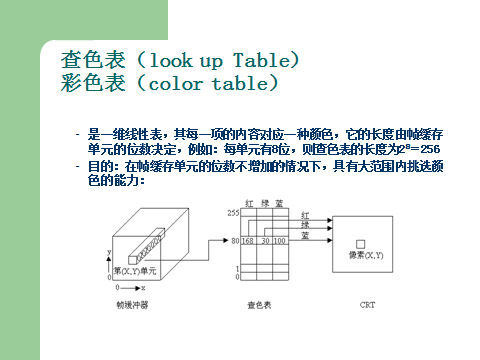 查色表（look up Table）
彩色表（color table）
- 是一维线性表，其每一项的内容对应一种颜色，它的长度由帧缓存
单元的位数决定，例如：每单元有8位，则查色表的长度为2⁸＝256
- 目的：在帧缓存单元的位数不增加的情况下，具有大范围内挑选颜
色的能力：
红 绿 蓝
255
80 168 30 100
1
0
红
绿
蓝
y
0
第(X,Y)单元
0 x
像素(X,Y)
帧缓冲器
查色表
CRT